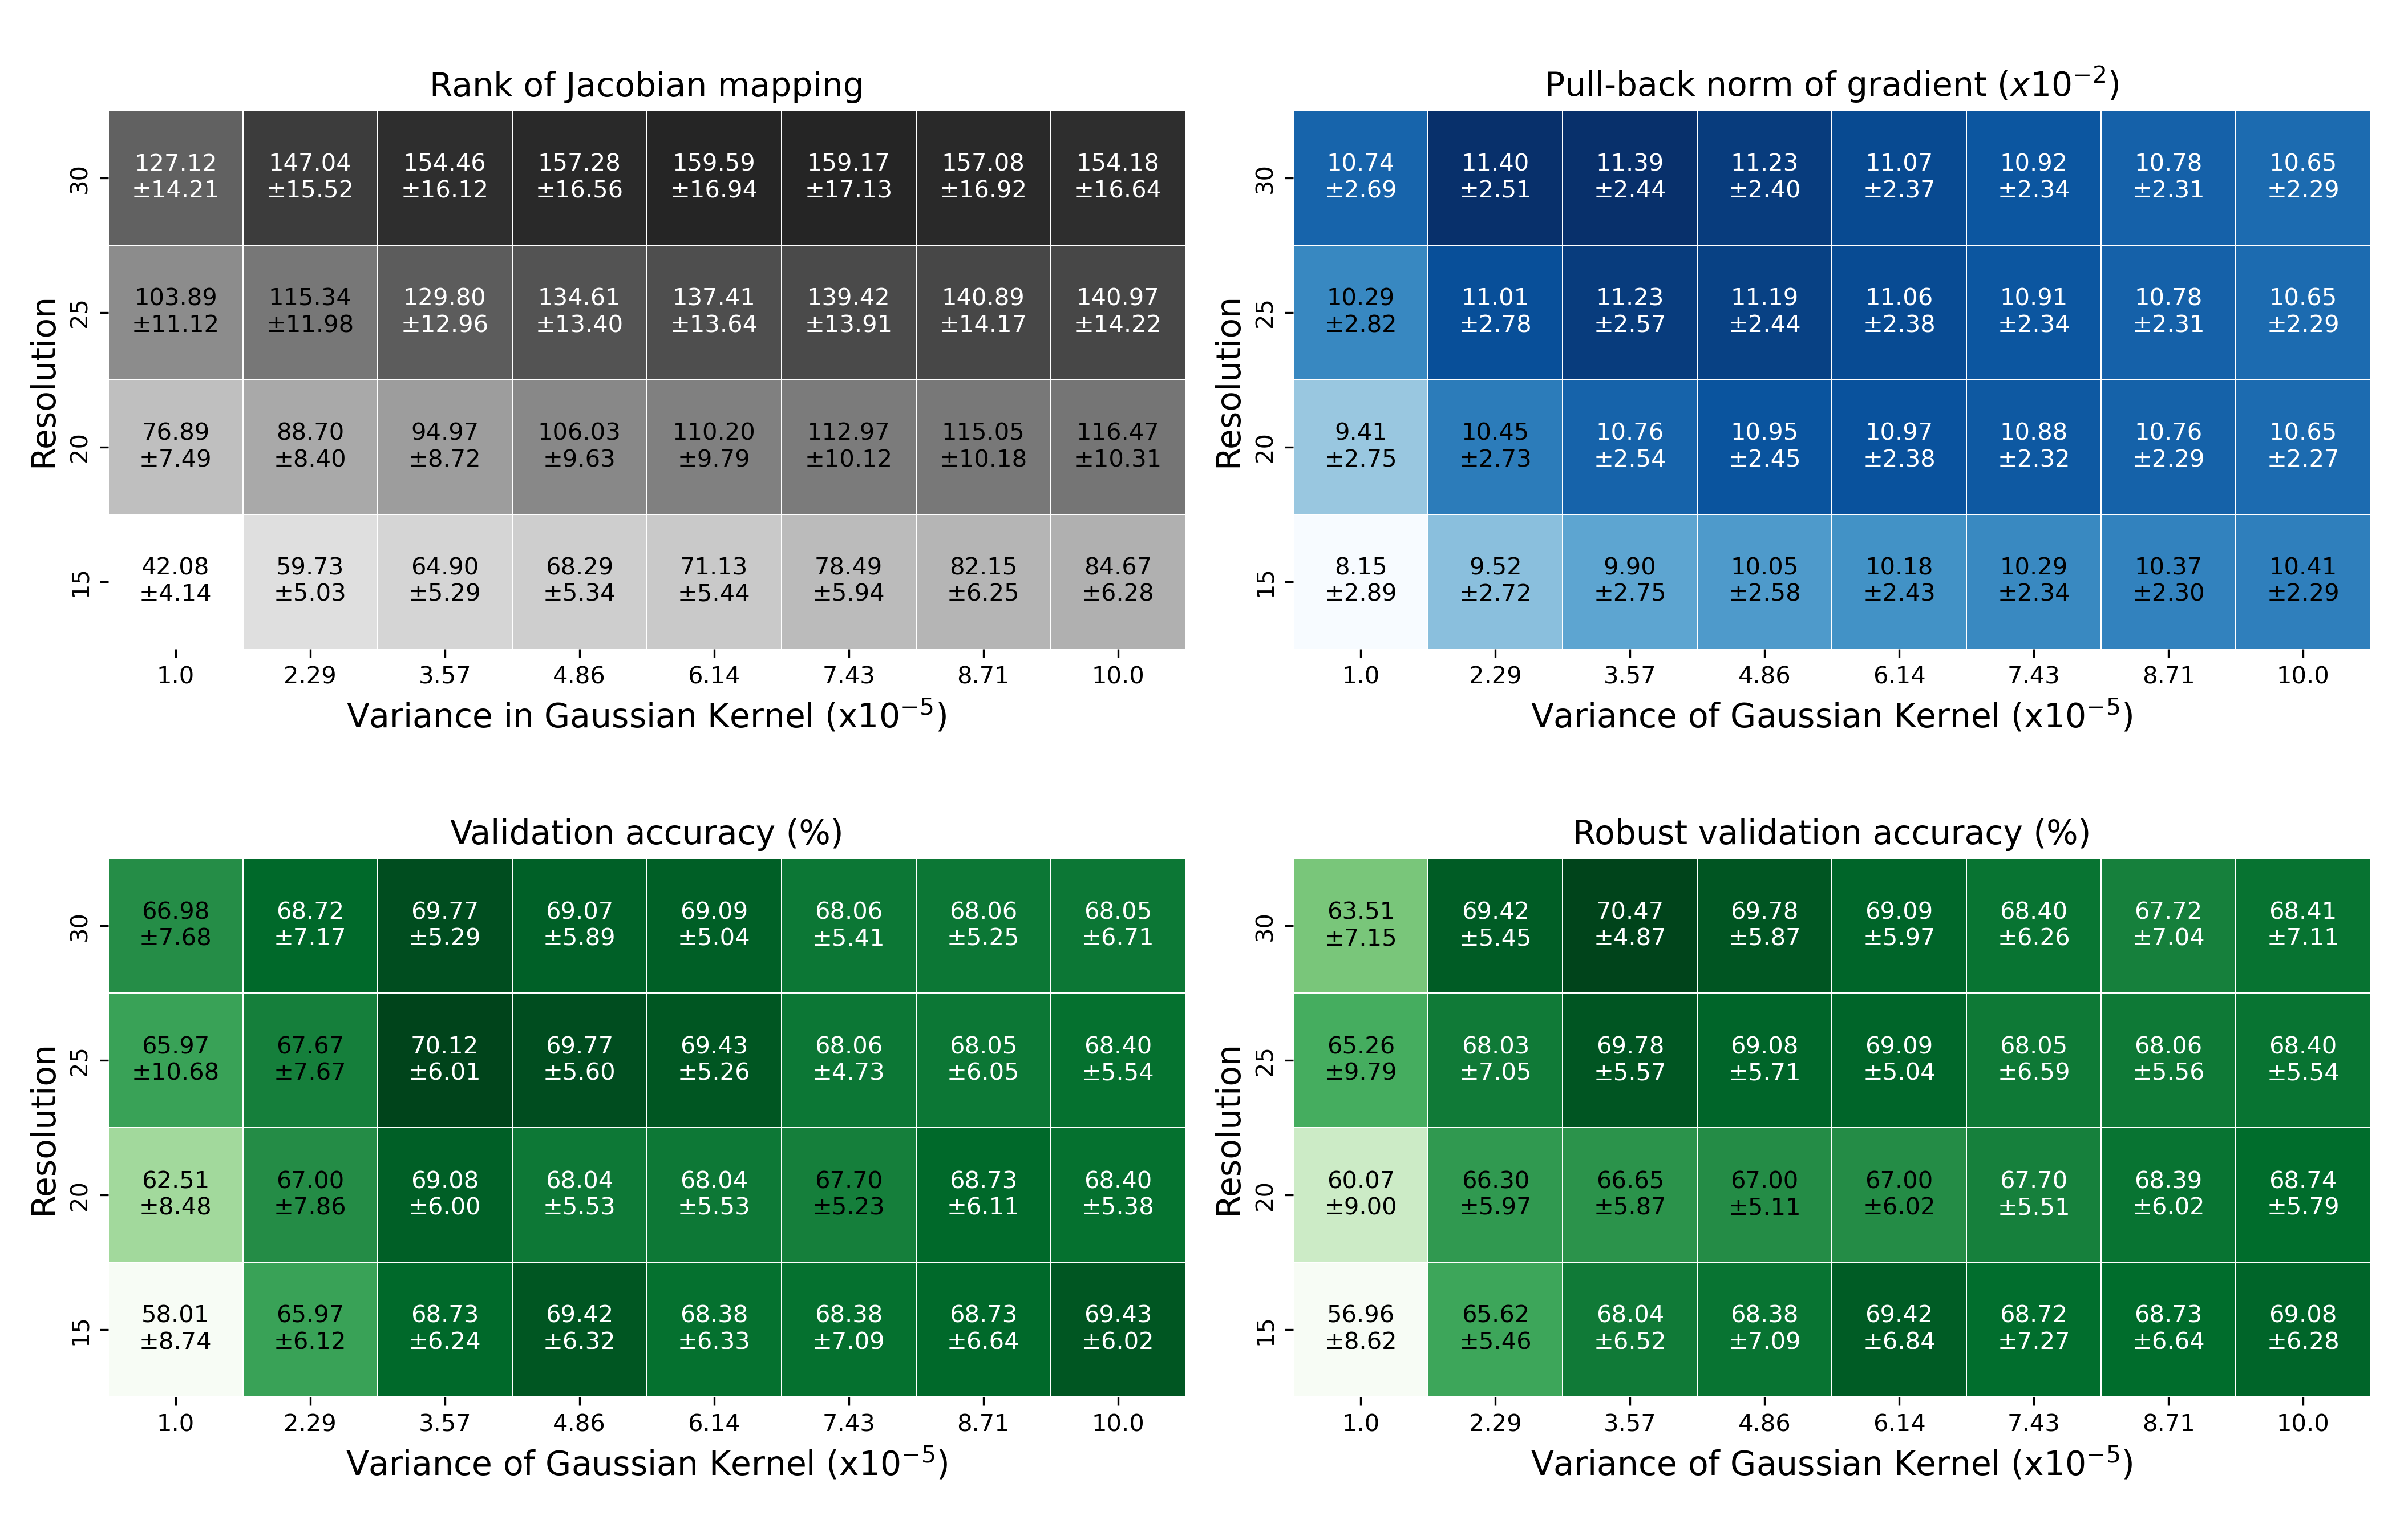 Rank of Jacobian mapping
Resolution
30
127.12 147.04 154.46 157.28 159.59 159.17 157.08 154.18
±14.21 ±15.52 ±16.12 ±16.56 ±16.94 ±17.13 ±16.92 ±16.64
25
103.89 115.34 129.80 134.61 137.41 139.42 140.89 140.97
±11.12 ±11.98 ±12.96 ±13.40 ±13.64 ±13.91 ±14.17 ±14.22
20
76.89 88.70 94.97 106.03 110.20 112.97 115.05 116.47
±7.49 ±8.40 ±8.72 ±9.63 ±9.79 ±10.12 ±10.18 ±10.31
15
42.08 59.73 64.90 68.29 71.13 78.49 82.15 84.67
±4.14 ±5.03 ±5.29 ±5.34 ±5.44 ±5.94 ±6.25 ±6.28
1.0 2.29 3.57 4.86 6.14 7.43 8.71 10.0
Variance in Gaussian Kernel (x10⁻⁵)
Pull-back norm of gradient (x10⁻²)
Resolution
30
10.74 11.40 11.39 11.23 11.07 10.92 10.78 10.65
±2.69 ±2.51 ±2.44 ±2.40 ±2.37 ±2.34 ±2.31 ±2.29
25
10.29 11.01 11.23 11.19 11.06 10.91 10.78 10.65
±2.82 ±2.78 ±2.57 ±2.44 ±2.38 ±2.34 ±2.31 ±2.29
20
9.41 10.45 10.76 10.95 10.97 10.88 10.76 10.65
±2.75 ±2.73 ±2.54 ±2.45 ±2.38 ±2.32 ±2.29 ±2.27
15
8.15 9.52 9.90 10.05 10.18 10.29 10.37 10.41
±2.89 ±2.72 ±2.75 ±2.58 ±2.43 ±2.34 ±2.30 ±2.29
1.0 2.29 3.57 4.86 6.14 7.43 8.71 10.0
Variance of Gaussian Kernel (x10⁻⁵)
Validation accuracy (%)
Resolution
30
66.98 68.72 69.77 69.07 69.09 68.06 68.06 68.05
±7.68 ±7.17 ±5.29 ±5.89 ±5.04 ±5.41 ±5.25 ±6.71
25
65.97 67.67 70.12 69.77 69.43 68.06 68.05 68.40
±10.68 ±7.67 ±6.01 ±5.60 ±5.26 ±4.73 ±6.05 ±5.54
20
62.51 67.00 69.08 68.04 68.04 67.70 68.73 68.40
±8.48 ±7.86 ±6.00 ±5.53 ±5.53 ±5.23 ±6.11 ±5.38
15
58.01 65.97 68.73 69.42 68.38 68.38 68.73 69.43
±8.74 ±6.12 ±6.24 ±6.32 ±6.33 ±7.09 ±6.64 ±6.02
1.0 2.29 3.57 4.86 6.14 7.43 8.71 10.0
Variance of Gaussian Kernel (x10⁻⁵)
Robust validation accuracy (%)
Resolution
30
63.51 69.42 70.47 69.78 69.09 68.40 67.72 68.41
±7.15 ±5.45 ±4.87 ±5.87 ±5.97 ±6.26 ±7.04 ±7.11
25
65.26 68.03 69.78 69.08 69.09 68.05 68.06 68.40
±9.79 ±7.05 ±5.57 ±5.71 ±5.04 ±6.59 ±5.56 ±5.54
20
60.07 66.30 66.65 67.00 67.00 67.70 68.39 68.74
±9.00 ±5.97 ±5.87 ±5.11 ±6.02 ±5.51 ±6.02 ±5.79
15
56.96 65.62 68.04 68.38 69.42 68.72 68.73 69.08
±8.62 ±5.46 ±6.52 ±7.09 ±6.84 ±7.27 ±6.64 ±6.28
1.0 2.29 3.57 4.86 6.14 7.43 8.71 10.0
Variance of Gaussian Kernel (x10⁻⁵)